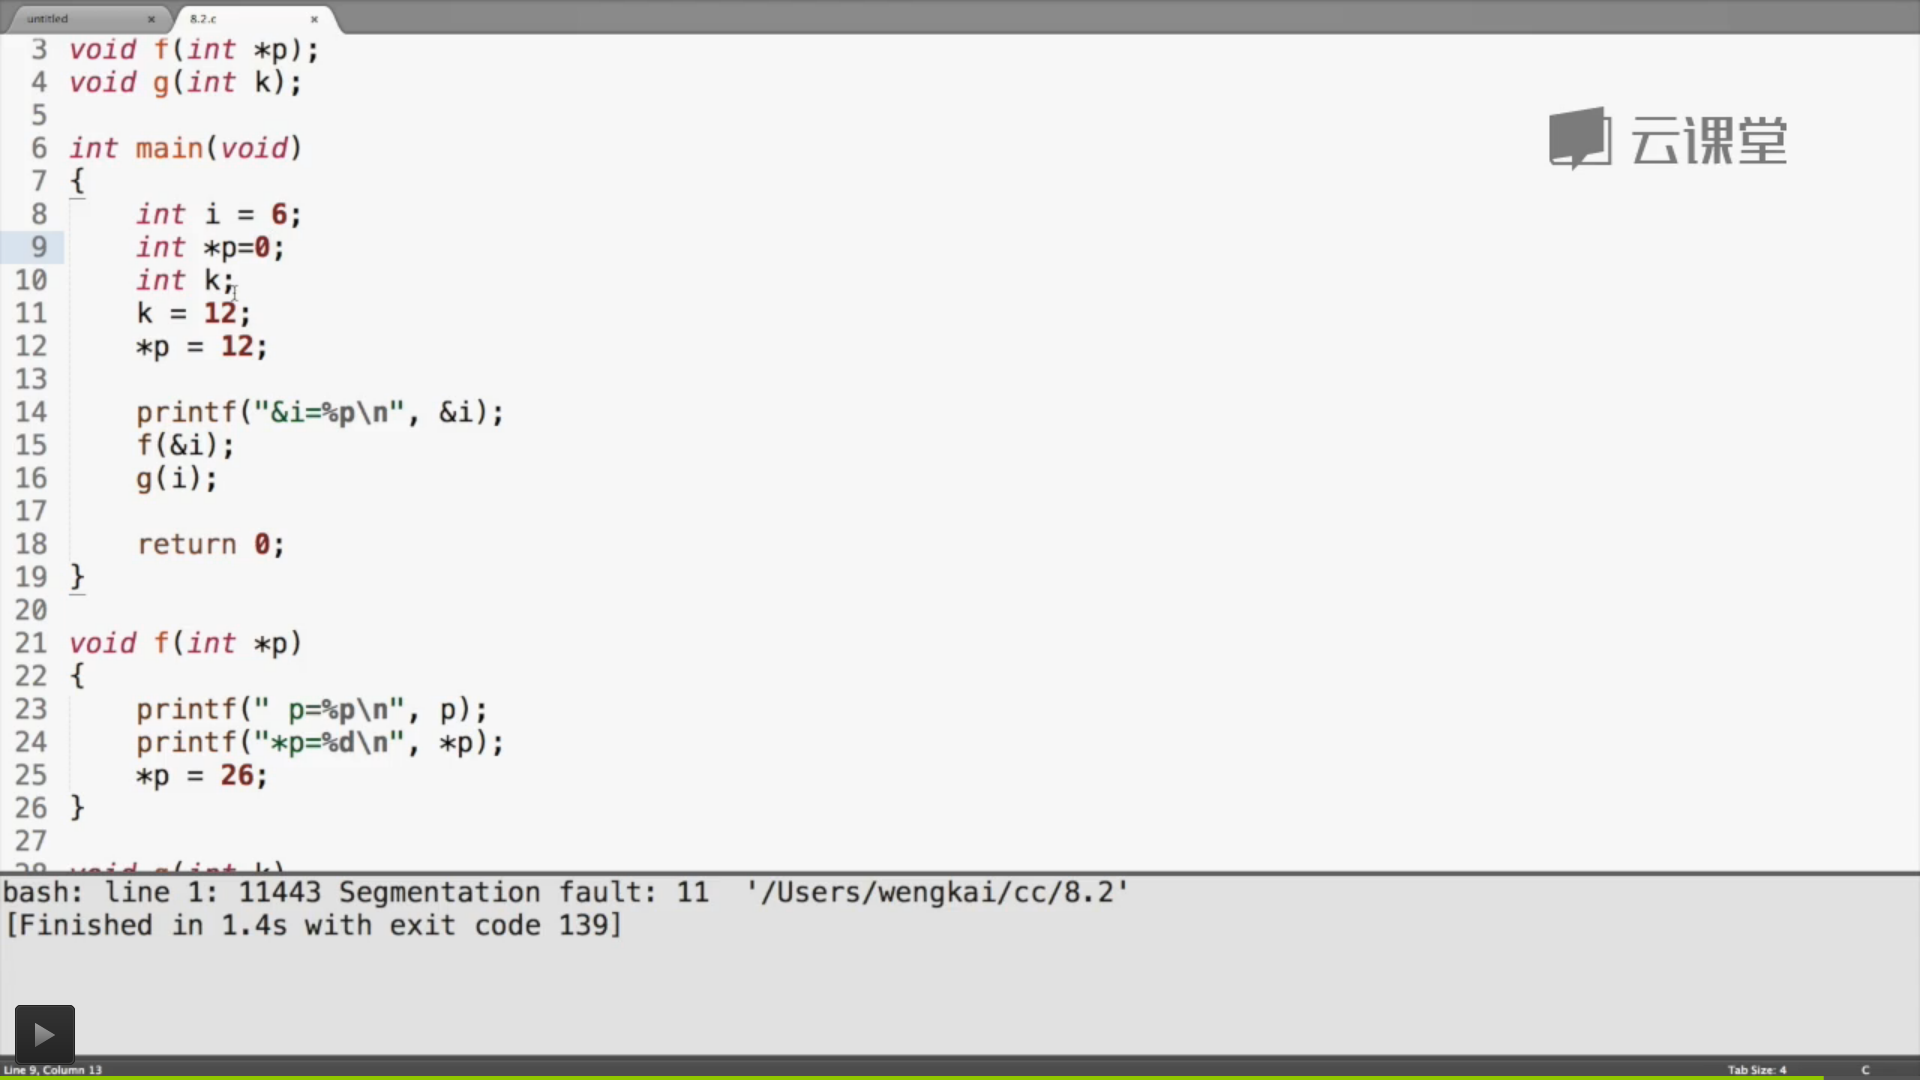 untitled
8.2.c
3 void f(int *p);
4 void g(int k);
5
6 int main(void)
7 {
8 int i = 6;
9 int *p=0;
10 int k;
11 k = 12;
12 *p = 12;
13
14 printf("&i=%p\n", &i);
15 f(&i);
16 g(i);
17
18 return 0;
19 }
20
21 void f(int *p)
22 {
23 printf(" p=%p\n", p);
24 printf("*p=%d\n", *p);
25 *p = 26;
26 }
27
28 void g(int k)
云课堂
bash: line 1: 11443 Segmentation fault: 11  '/Users/wengkai/cc/8.2'
[Finished in 1.4s with exit code 139]
Line 9, Column 13
Tab Size: 4
C